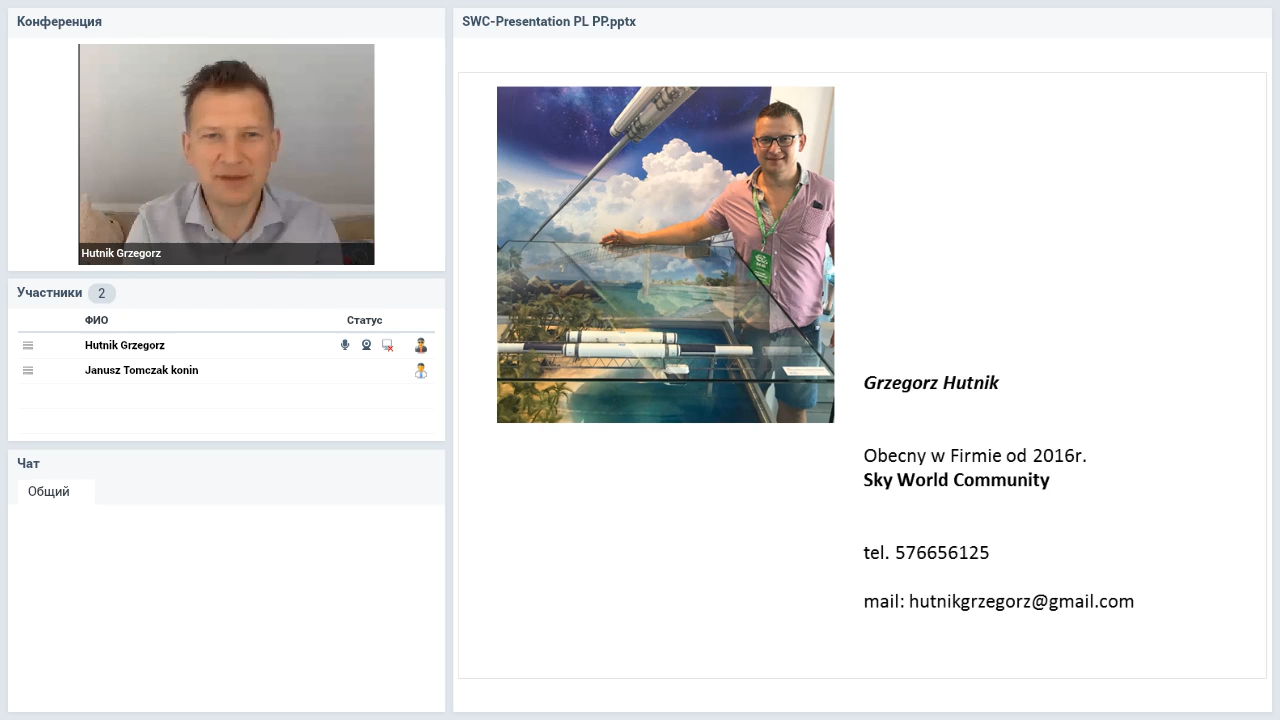 Конференция
Hutnik Grzegorz
Участники 2
ФИО Статус
Hutnik Grzegorz
Janusz Tomczak konin
Чат
Общий
SWC-Presentation PL PP.pptx
Grzegorz Hutnik
Obecny w Firmie od 2016r.
Sky World Community
tel. 576656125
mail: hutnikgrzegorz@gmail.com